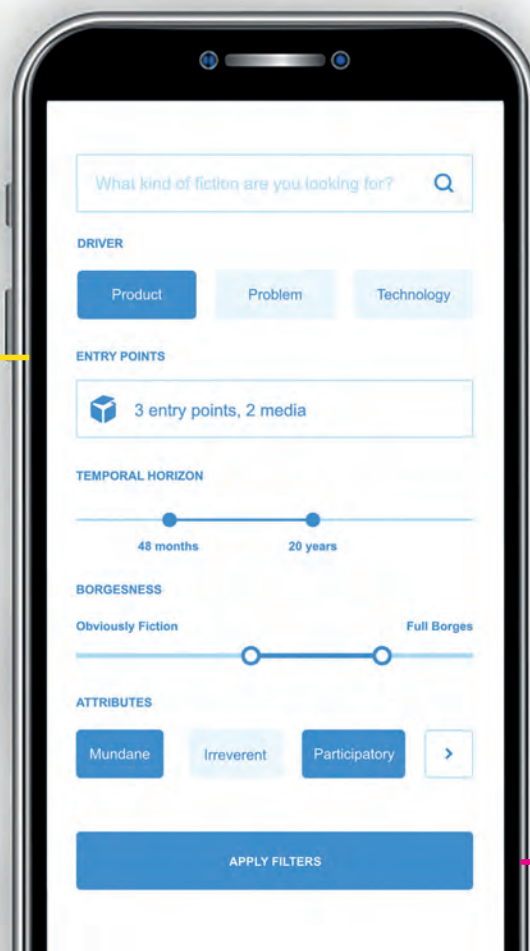 What kind of fiction are you looking for?
DRIVER
Product Problem Technology
ENTRY POINTS
3 entry points, 2 media
TEMPORAL HORIZON
48 months 20 years
BORGESNESS
Obviously Fiction Full Borges
ATTRIBUTES
Mundane Irreverent Participatory
APPLY FILTERS